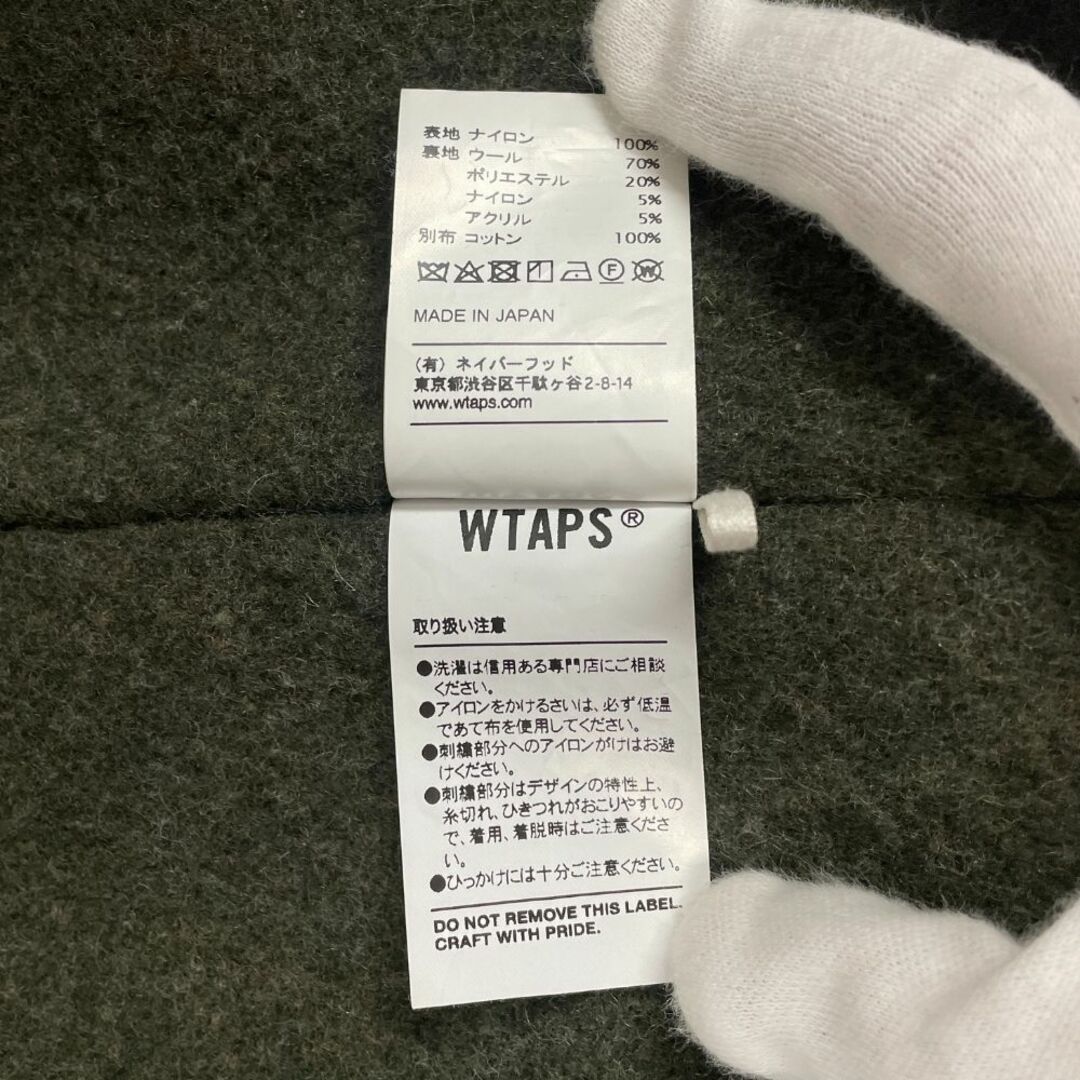 表地 ナイロン 100%
裏地 ウール 70%
ポリエステル 20%
ナイロン 5%
アクリル 5%
別布 コットン 100%
F W
MADE IN JAPAN
(有) ネイバーフッド
東京都渋谷区千駄ヶ谷2-8-14
www.wtaps.com
WTAPS®
取り扱い注意
●洗濯は信用ある専門店にご相談
ください。
●アイロンをかけるさいは、必ず低温
であて布を使用してください。
●刺繍部分へのアイロンがけはお避
けください。
●刺繍部分はデザインの特性上、
糸切れ、ひきつれがおこりやすいの
で、着用、着脱時はご注意くださ
い。
●ひっかけには十分ご注意ください。
DO NOT REMOVE THIS LABEL.
CRAFT WITH PRIDE.